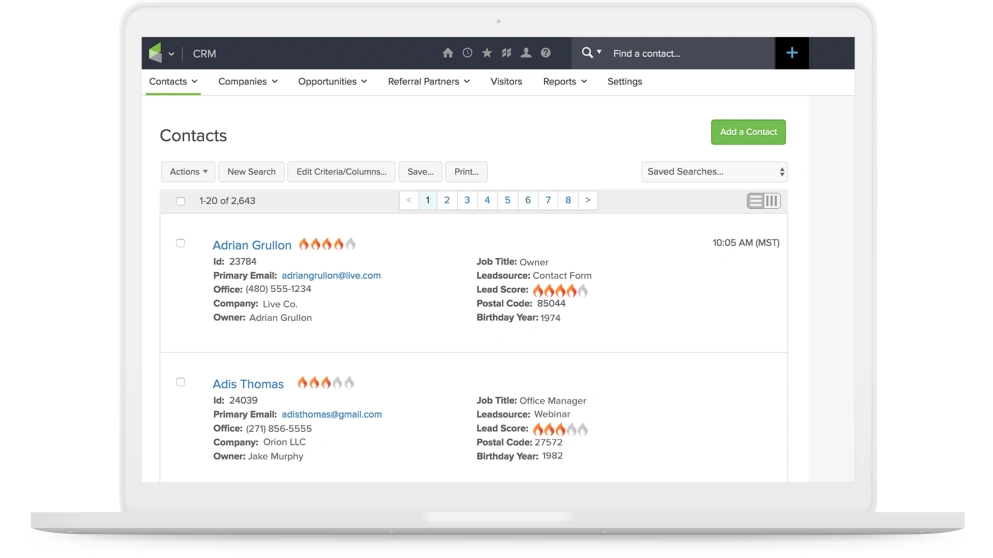 CRM
Find a contact...
+
Contacts Companies Opportunities Referral Partners Visitors Reports Settings
Contacts
Add a Contact
Actions New Search Edit Criteria/Columns... Save... Print... Saved Searches...
1-20 of 2,643 < 1 2 3 4 5 6 7 8 >
Adrian Grullon
10:05 AM (MST)
Id: 23784
Primary Email: adriangrullon@live.com
Office: (480) 555-1234
Company: Live Co.
Owner: Adrian Grullon
Job Title: Owner
Leadsource: Contact Form
Lead Score:
Postal Code: 85044
Birthday Year: 1974
Adis Thomas
Id: 24039
Primary Email: adisthomas@gmail.com
Office: (271) 856-5555
Company: Orion LLC
Owner: Jake Murphy
Job Title: Office Manager
Leadsource: Webinar
Lead Score:
Postal Code: 27572
Birthday Year: 1982